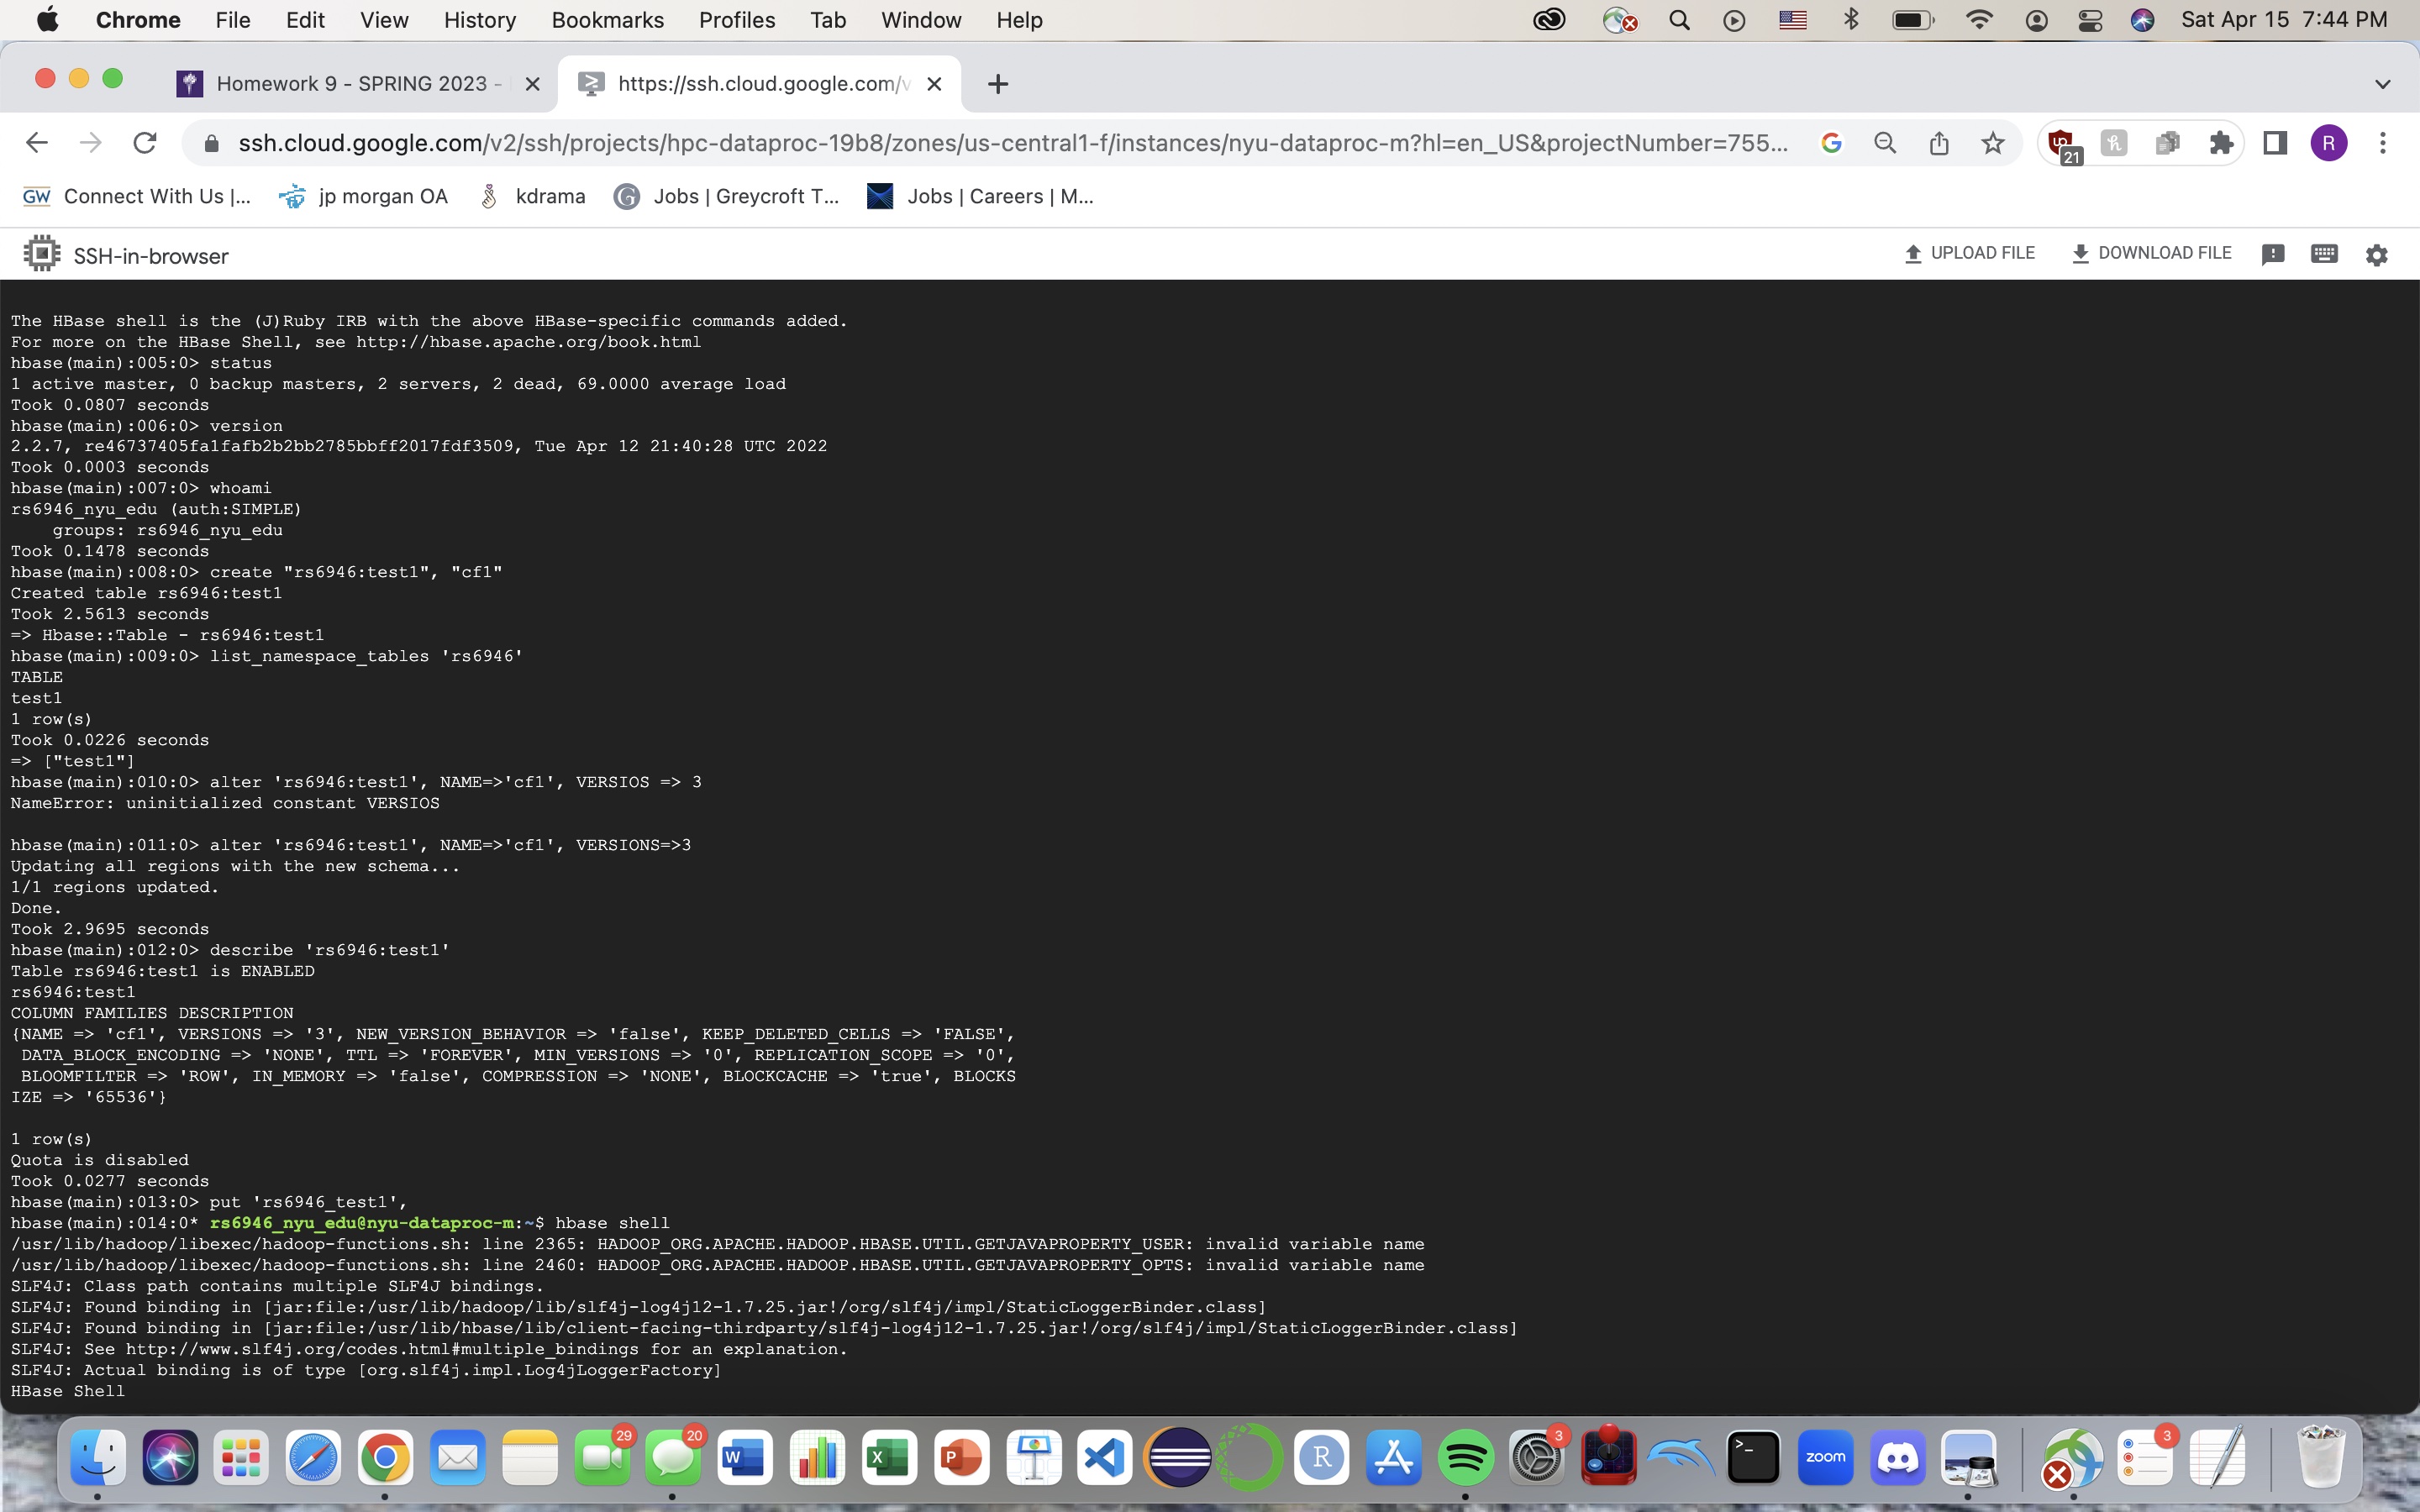 Chrome File Edit View History Bookmarks Profiles Tab Window Help Sat Apr 15 7:44 PM
Homework 9 - SPRING 2023 - https://ssh.cloud.google.com/v
ssh.cloud.google.com/v2/ssh/projects/hpc-dataproc-19b8/zones/us-central1-f/instances/nyu-dataproc-m?hl=en_US&projectNumber=755... 21 R
GW Connect With Us |... jp morgan OA kdrama Jobs | Greycroft T... Jobs | Careers | M...
SSH-in-browser UPLOAD FILE DOWNLOAD FILE
The HBase shell is the (J)Ruby IRB with the above HBase-specific commands added.
For more on the HBase Shell, see http://hbase.apache.org/book.html
hbase(main):005:0> status
1 active master, 0 backup masters, 2 servers, 2 dead, 69.0000 average load
Took 0.0807 seconds
hbase(main):006:0> version
2.2.7, re46737405fa1fafb2b2bb2785bbff2017fdf3509, Tue Apr 12 21:40:28 UTC 2022
Took 0.0003 seconds
hbase(main):007:0> whoami
rs6946_nyu_edu (auth:SIMPLE)
    groups: rs6946_nyu_edu
Took 0.1478 seconds
hbase(main):008:0> create "rs6946:test1", "cf1"
Created table rs6946:test1
Took 2.5613 seconds
=> Hbase::Table - rs6946:test1
hbase(main):009:0> list_namespace_tables 'rs6946'
TABLE
test1
1 row(s)
Took 0.0226 seconds
=> ["test1"]
hbase(main):010:0> alter 'rs6946:test1', NAME=>'cf1', VERSIOS => 3
NameError: uninitialized constant VERSIOS
hbase(main):011:0> alter 'rs6946:test1', NAME=>'cf1', VERSIONS=>3
Updating all regions with the new schema...
1/1 regions updated.
Done.
Took 2.9695 seconds
hbase(main):012:0> describe 'rs6946:test1'
Table rs6946:test1 is ENABLED
rs6946:test1
COLUMN FAMILIES DESCRIPTION
{NAME => 'cf1', VERSIONS => '3', NEW_VERSION_BEHAVIOR => 'false', KEEP_DELETED_CELLS => 'FALSE',
 DATA_BLOCK_ENCODING => 'NONE', TTL => 'FOREVER', MIN_VERSIONS => '0', REPLICATION_SCOPE => '0',
 BLOOMFILTER => 'ROW', IN_MEMORY => 'false', COMPRESSION => 'NONE', BLOCKCACHE => 'true', BLOCKS
IZE => '65536'}
1 row(s)
Quota is disabled
Took 0.0277 seconds
hbase(main):013:0> put 'rs6946_test1',
hbase(main):014:0* rs6946_nyu_edu@nyu-dataproc-m:~$ hbase shell
/usr/lib/hadoop/libexec/hadoop-functions.sh: line 2365: HADOOP_ORG.APACHE.HADOOP.HBASE.UTIL.GETJAVAPROPERTY_USER: invalid variable name
/usr/lib/hadoop/libexec/hadoop-functions.sh: line 2460: HADOOP_ORG.APACHE.HADOOP.HBASE.UTIL.GETJAVAPROPERTY_OPTS: invalid variable name
SLF4J: Class path contains multiple SLF4J bindings.
SLF4J: Found binding in [jar:file:/usr/lib/hadoop/lib/slf4j-log4j12-1.7.25.jar!/org/slf4j/impl/StaticLoggerBinder.class]
SLF4J: Found binding in [jar:file:/usr/lib/hbase/lib/client-facing-thirdparty/slf4j-log4j12-1.7.25.jar!/org/slf4j/impl/StaticLoggerBinder.class]
SLF4J: See http://www.slf4j.org/codes.html#multiple_bindings for an explanation.
SLF4J: Actual binding is of type [org.slf4j.impl.Log4jLoggerFactory]
HBase Shell
29 20 W X P R 3 >_ zoom 3